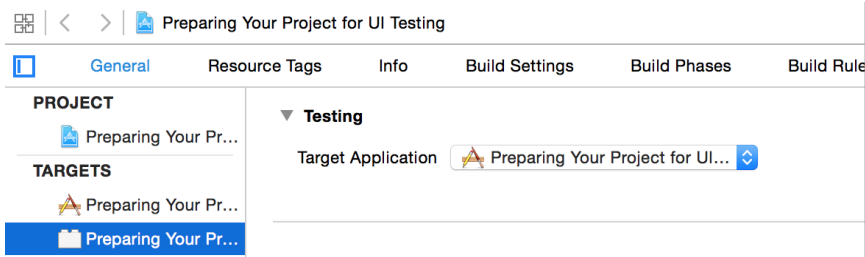 Preparing Your Project for UI Testing
General Resource Tags Info Build Settings Build Phases Build Rule
PROJECT
Preparing Your Pr...
TARGETS
Preparing Your Pr...
Preparing Your Pr...
Testing
Target Application Preparing Your Project for UI...